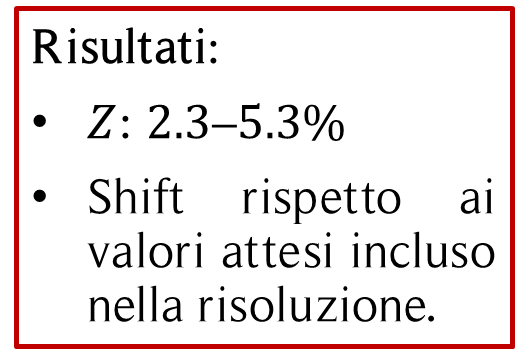 Risultati:
• Z: 2.3–5.3%
• Shift rispetto ai
valori attesi incluso
nella risoluzione.